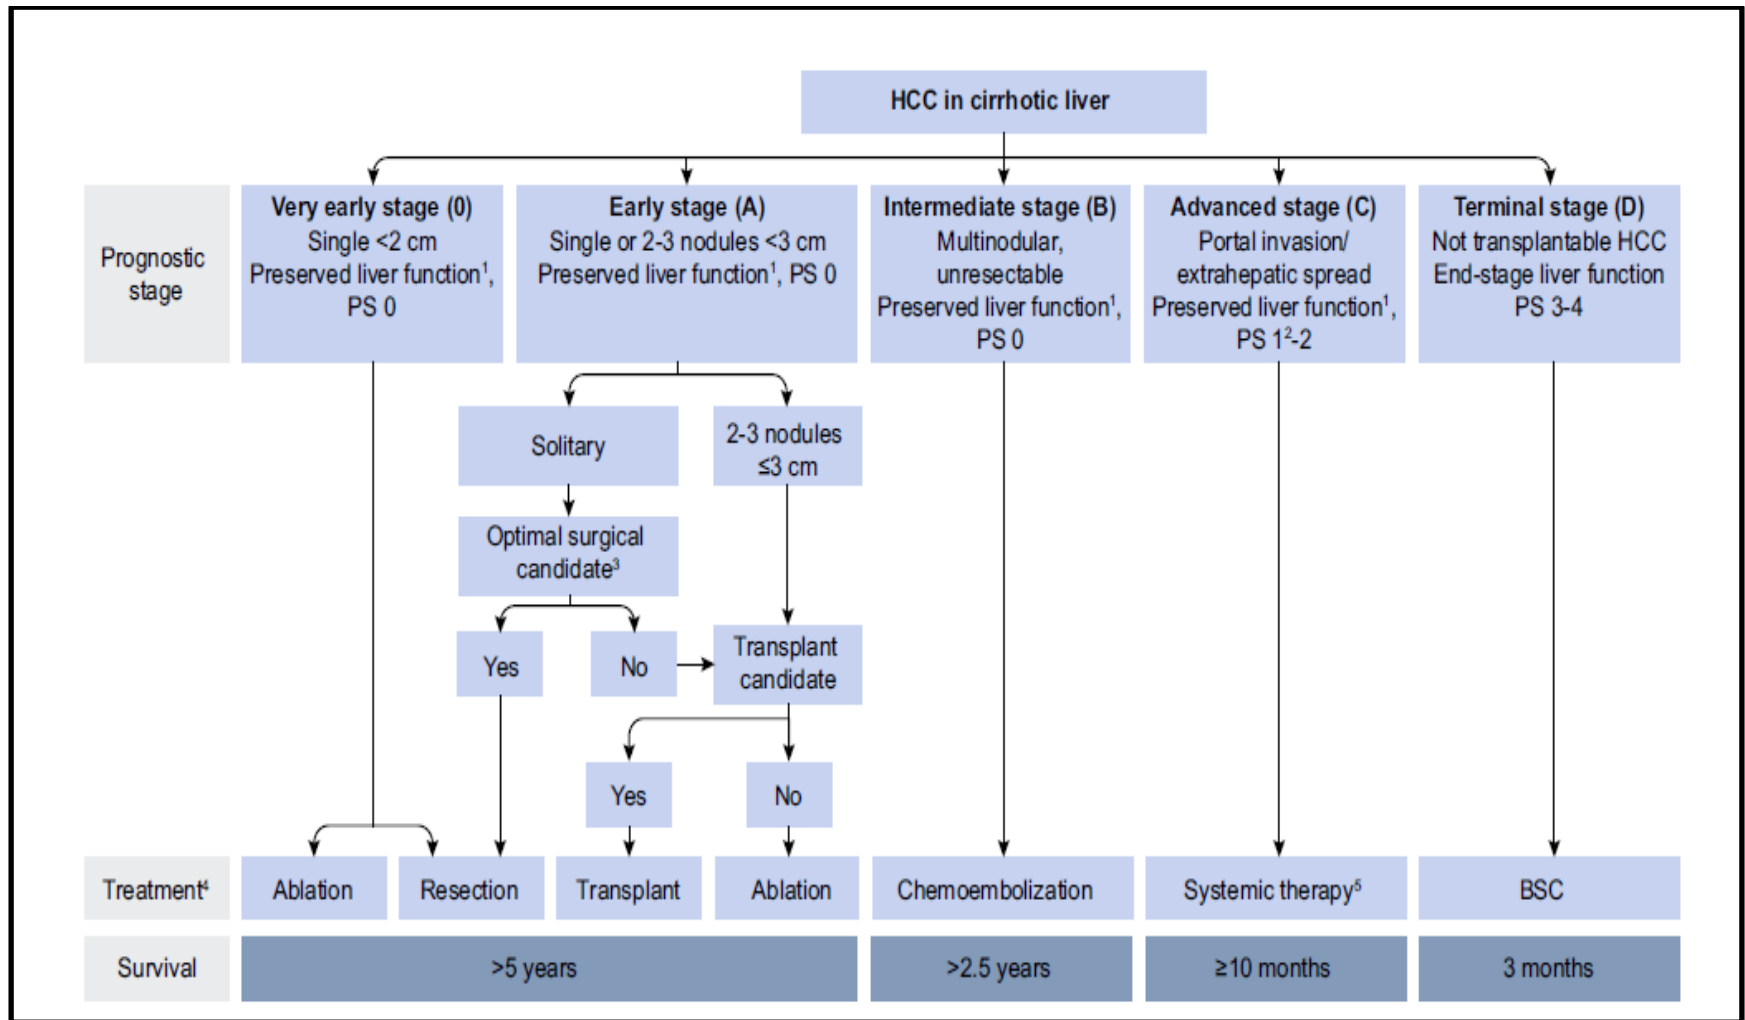 HCC in cirrhotic liver
Prognostic
stage
Very early stage (0)
Single <2 cm
Preserved liver function¹,
PS 0
Early stage (A)
Single or 2-3 nodules <3 cm
Preserved liver function¹, PS 0
Intermediate stage (B)
Multinodular,
unresectable
Preserved liver function¹,
PS 0
Advanced stage (C)
Portal invasion/
extrahepatic spread
Preserved liver function¹,
PS 1²-2
Terminal stage (D)
Not transplantable HCC
End-stage liver function
PS 3-4
Solitary
2-3 nodules
≤3 cm
Optimal surgical
candidate³
Yes
No
Transplant
candidate
Yes
No
Treatment⁴
Ablation
Resection
Transplant
Ablation
Chemoembolization
Systemic therapy⁵
BSC
Survival
>5 years
>2.5 years
≥10 months
3 months